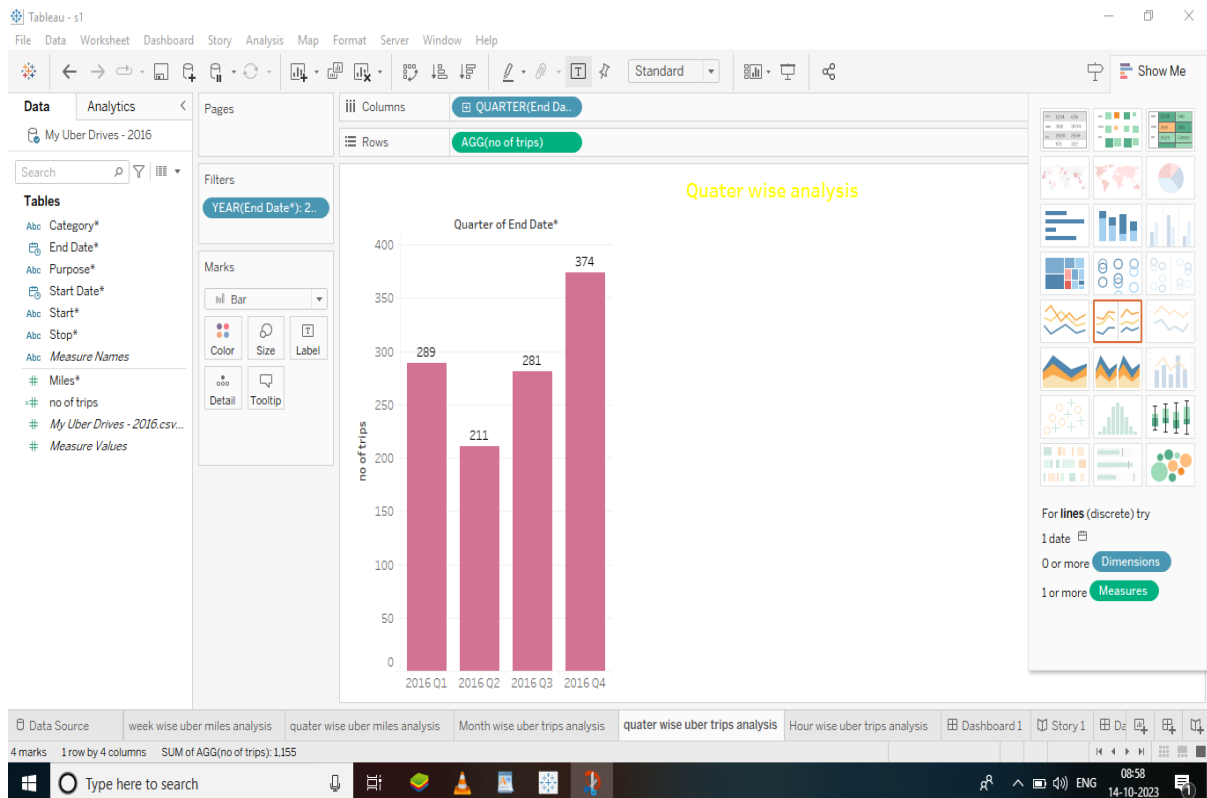 Tableau - s1
File Data Worksheet Dashboard Story Analysis Map Format Server Window Help
Standard
Show Me
Data Analytics
My Uber Drives - 2016
Search
Tables
Abc Category*
End Date*
Abc Purpose*
Start Date*
Abc Start*
Abc Stop*
Abc Measure Names
# Miles*
=# no of trips
# My Uber Drives - 2016.csv...
# Measure Values
Pages
Filters
YEAR(End Date*): 2..
Marks
Bar
Color Size Label
Detail Tooltip
Columns QUARTER(End Da..
Rows AGG(no of trips)
Quater wise analysis
Quarter of End Date*
no of trips
400
350
300
250
200
150
100
50
0
289
211
281
374
2016 Q1 2016 Q2 2016 Q3 2016 Q4
For lines (discrete) try
1 date
0 or more Dimensions
1 or more Measures
Data Source week wise uber miles analysis quater wise uber miles analysis Month wise uber trips analysis quater wise uber trips analysis Hour wise uber trips analysis Dashboard 1 Story 1 Da
4 marks 1 row by 4 columns SUM of AGG(no of trips): 1,155
Type here to search
ENG
08:58
14-10-2023
1